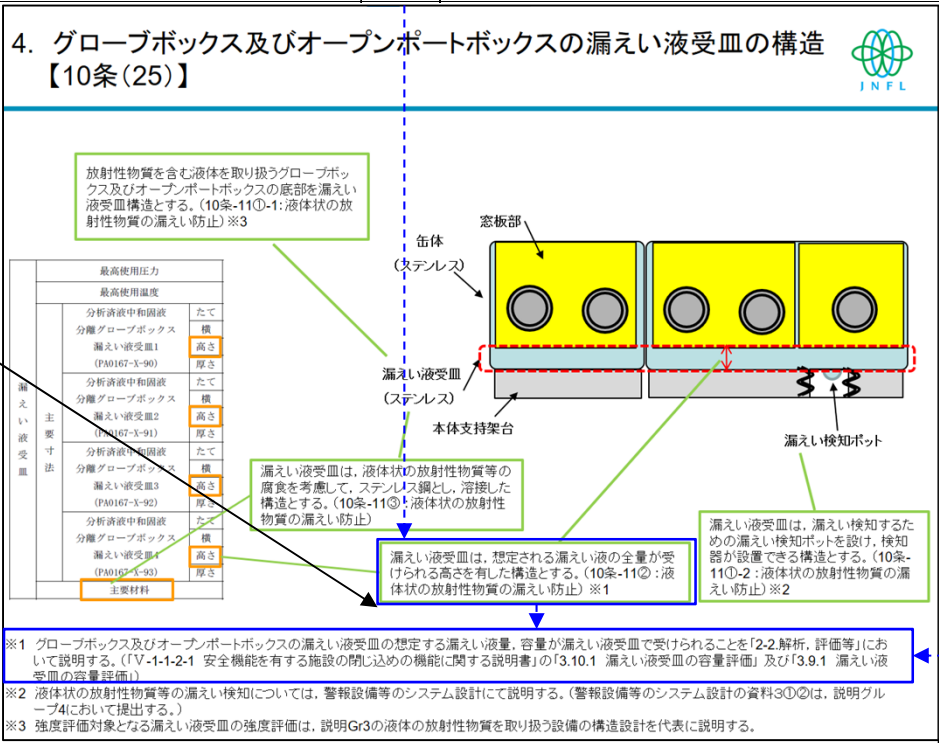 4. グローブボックス及びオープンポートボックスの漏えい液受皿の構造
【10条(25)】
JNFL
放射性物質を含む液体を取り扱うグローブボッ
クス及びオープンポートボックスの底部を漏えい
液受皿構造とする。(10条-11①-1:液体状の放
射性物質の漏えい防止)※3
窓板部
缶体
(ステンレス)
漏えい液受皿
(ステンレス)
本体支持架台
漏えい検知ポット
最高使用圧力
最高使用温度
漏えい液受皿
主要寸法
分析済液中和固液
分離グローブボックス
漏えい液受皿1
(PA0167-X-90)
たて
横
高さ
厚さ
分析済液中和固液
分離グローブボックス
漏えい液受皿2
(PA0167-X-91)
たて
横
高さ
厚さ
分析済液中和固液
分離グローブボックス
漏えい液受皿3
(PA0167-X-92)
たて
横
高さ
厚さ
分析済液中和固液
分離グローブボックス
漏えい液受皿4
(PA0167-X-93)
たて
横
高さ
厚さ
主要材料
漏えい液受皿は,液体状の放射性物質等の
腐食を考慮して,ステンレス鋼とし,溶接した
構造とする。(10条-11③:液体状の放射性
物質の漏えい防止)
漏えい液受皿は,想定される漏えい液の全量が受
けられる高さを有した構造とする。(10条-11②:液
体状の放射性物質の漏えい防止)※1
漏えい液受皿は,漏えい検知するた
めの漏えい検知ポットを設け,検知
器が設置できる構造とする。(10条-
11①-2:液体状の放射性物質の漏
えい防止)※2
※1 グローブボックス及びオープンポートボックスの漏えい液受皿の想定する漏えい液量,容量が漏えい液受皿で受けられることを「2-2.解析,評価等」にお
いて説明する。(「Ⅴ-1-1-2-1 安全機能を有する施設の閉じ込めの機能に関する説明書」の「3.10.1 漏えい液受皿の容量評価」及び「3.9.1 漏えい液
受皿の容量評価」)
※2 液体状の放射性物質等の漏えい検知については,警報設備等のシステム設計にて説明する。(警報設備等のシステム設計の資料3①②は,説明グル
ープ4において提出する。)
※3 強度評価対象となる漏えい液受皿の強度評価は,説明Gr3の液体の放射性物質を取り扱う設備の構造設計を代表に説明する。